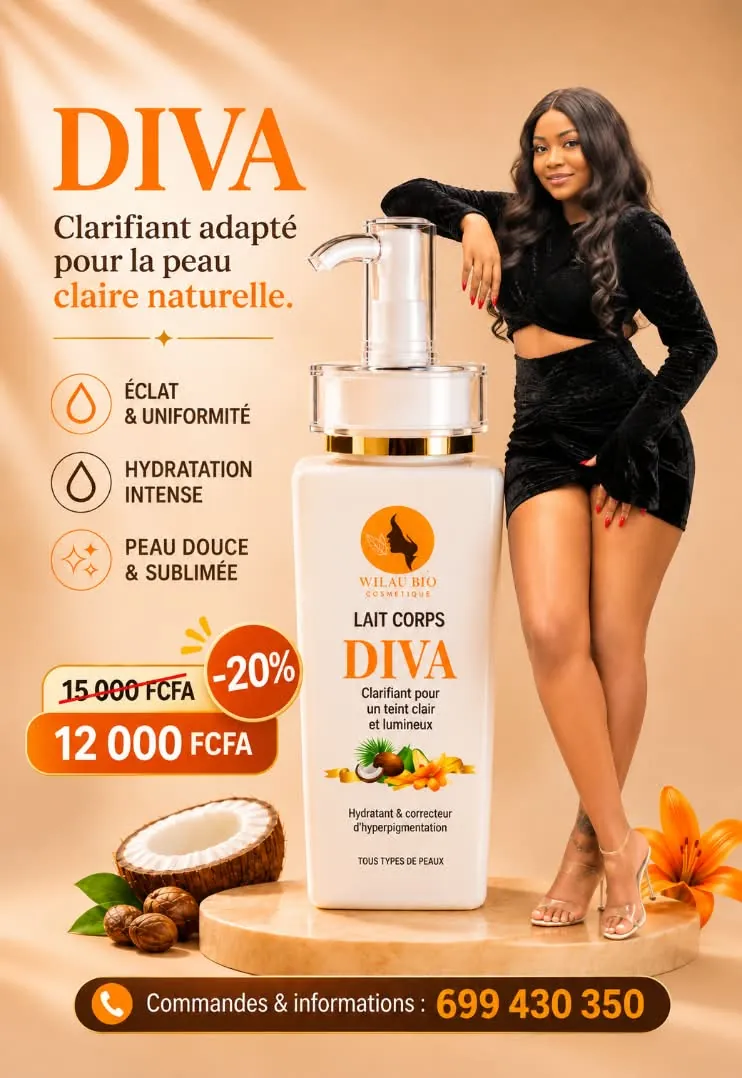 DIVA
Clarifiant adapté
pour la peau
claire naturelle.
ÉCLAT
& UNIFORMITÉ
HYDRATATION
INTENSE
PEAU DOUCE
& SUBLIMÉE
15 000 FCFA
-20%
12 000 FCFA
WILAU BIO
COSMETIQUE
LAIT CORPS
DIVA
Clarifiant pour
un teint clair
et lumineux
Hydratant & correcteur
d'hyperpigmentation
TOUS TYPES DE PEAUX
Commandes & informations : 699 430 350